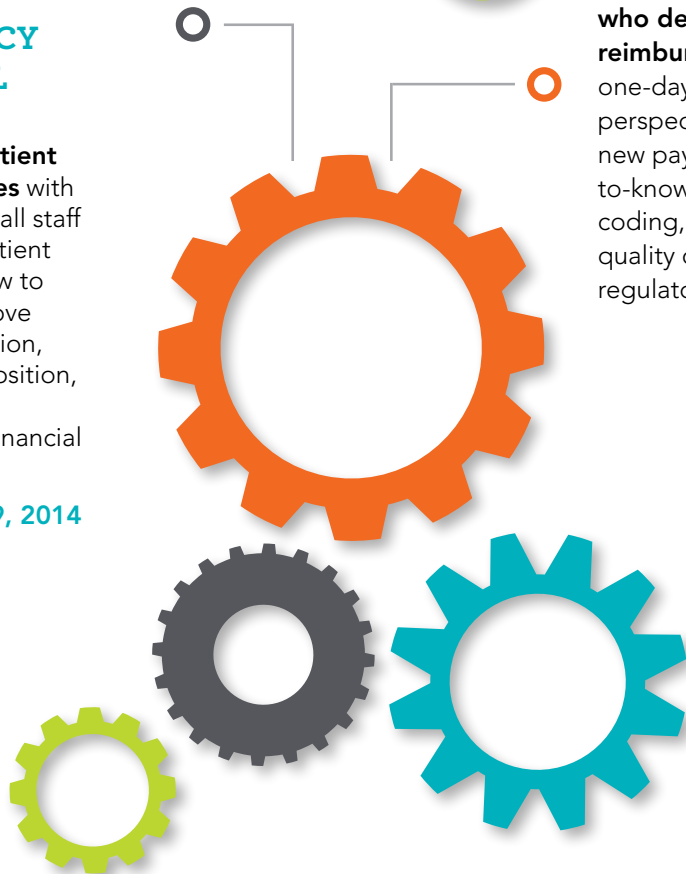 CY
tient
es with
all staff
tient
w to
ove
ion,
osition,
nancial
9, 2014
who de
reimbur
one-day
perspec
new pay
to-know
coding,
quality
regulato